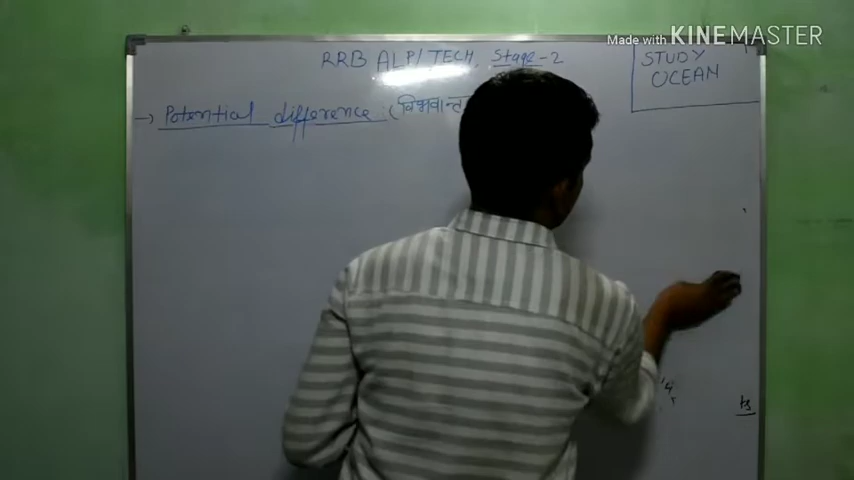 Made with KINEMASTER
RRB ALP/TECH. Stage-2
STUDY
OCEAN
→ Potential difference : (